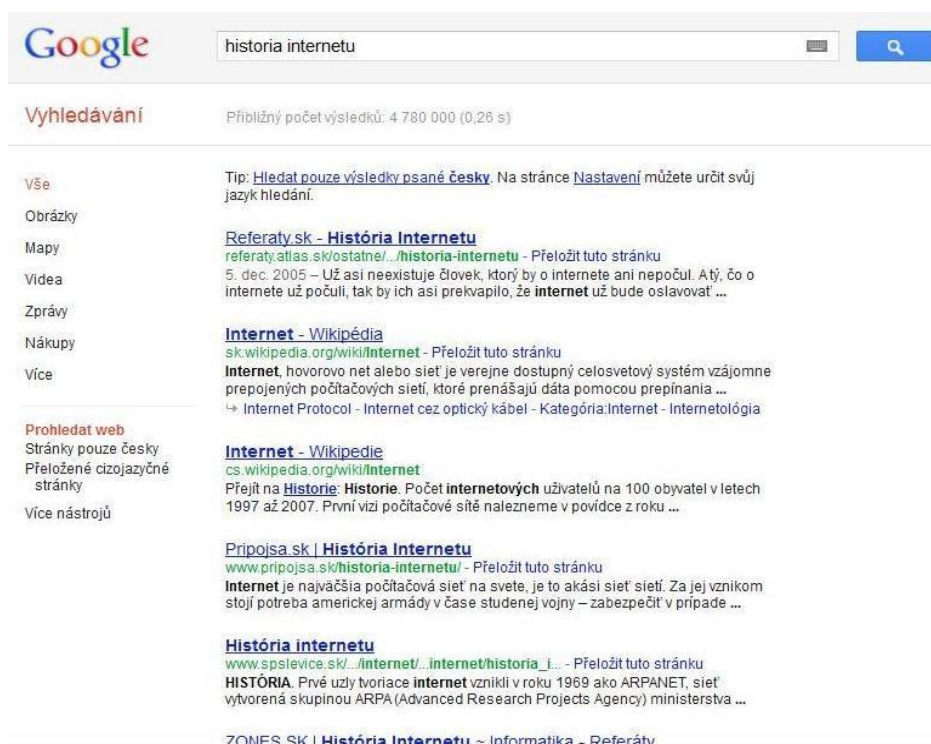 Google
historia internetu
Vyhledávání
Přibližný počet výsledků: 4 780 000 (0,26 s)
Vše
Obrázky
Mapy
Videa
Zprávy
Nákupy
Více
Prohledat web
Stránky pouze česky
Přeložené cizojazyčné
stránky
Více nástrojů
Tip: Hledat pouze výsledky psané česky. Na stránce Nastavení můžete určit svůj
jazyk hledání.
Referaty.sk - História Internetu
referaty.atlas.sk/ostatne/.../historia-internetu - Přeložit tuto stránku
5. dec. 2005 – Už asi neexistuje človek, ktorý by o internete ani nepočul. A tý, čo o
internete už počuli, tak by ich asi prekvapilo, že internet už bude oslavovať ...
Internet - Wikipédia
sk.wikipedia.org/wiki/Internet - Přeložit tuto stránku
Internet, hovorovo net alebo sieť je verejne dostupný celosvetový systém vzájomne
prepojených počítačových sietí, ktoré prenášajú dáta pomocou prepínania ...
↳ Internet Protocol - Internet cez optický kábel - Kategória:Internet - Internetológia
Internet - Wikipedie
cs.wikipedia.org/wiki/Internet
Přejít na Historie: Historie. Počet internetových uživatelů na 100 obyvatel v letech
1997 až 2007. První vizi počítačové sítě nalezneme v povídce z roku ...
Pripojsa.sk | História Internetu
www.pripojsa.sk/historia-internetu/ - Přeložit tuto stránku
Internet je najväčšia počítačová sieť na svete, je to akási sieť sietí. Za jej vznikom
stojí potreba americkej armády v čase studenej vojny – zabezpečiť v prípade ...
História internetu
www.spslevice.sk/.../internet/...internet/historia_i... - Přeložit tuto stránku
HISTÓRIA. Prvé uzly tvoriace internet vznikli v roku 1969 ako ARPANET, sieť
vytvorená skupinou ARPA (Advanced Research Projects Agency) ministerstva ...
ZONES.SK | História Internetu ~ Informatika - Referáty